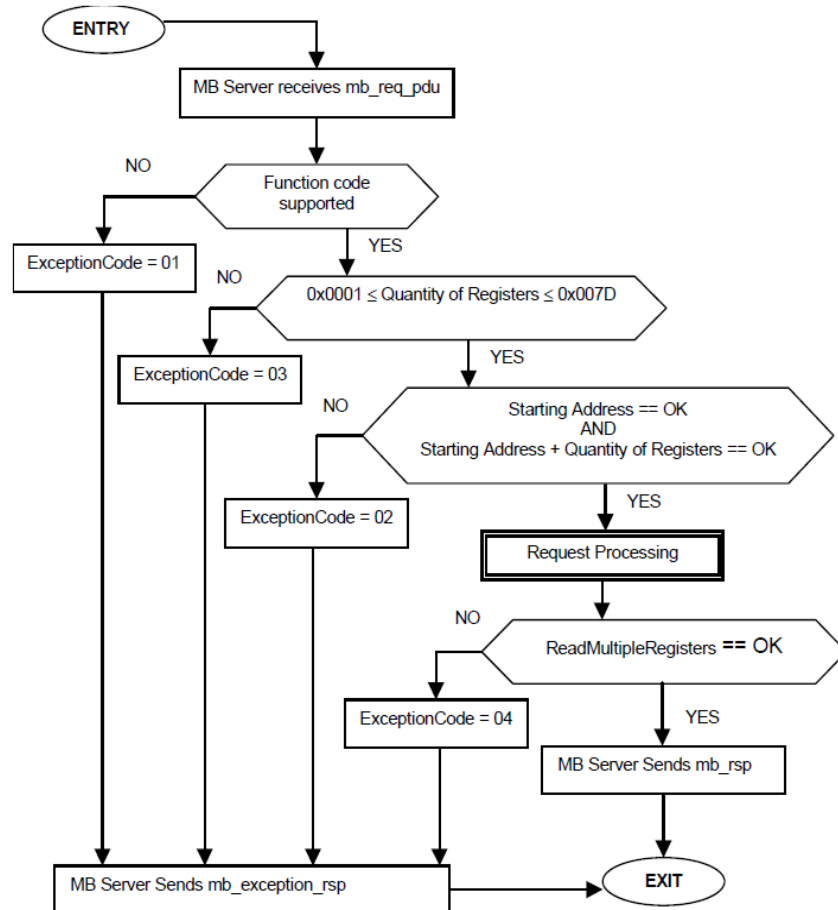 ENTRY
MB Server receives mb_req_pdu
NO
Function code
supported
YES
ExceptionCode = 01
NO
0x0001 ≤ Quantity of Registers ≤ 0x007D
YES
ExceptionCode = 03
NO
Starting Address == OK
AND
Starting Address + Quantity of Registers == OK
YES
ExceptionCode = 02
Request Processing
NO
ReadMultipleRegisters == OK
YES
ExceptionCode = 04
MB Server Sends mb_rsp
MB Server Sends mb_exception_rsp
EXIT